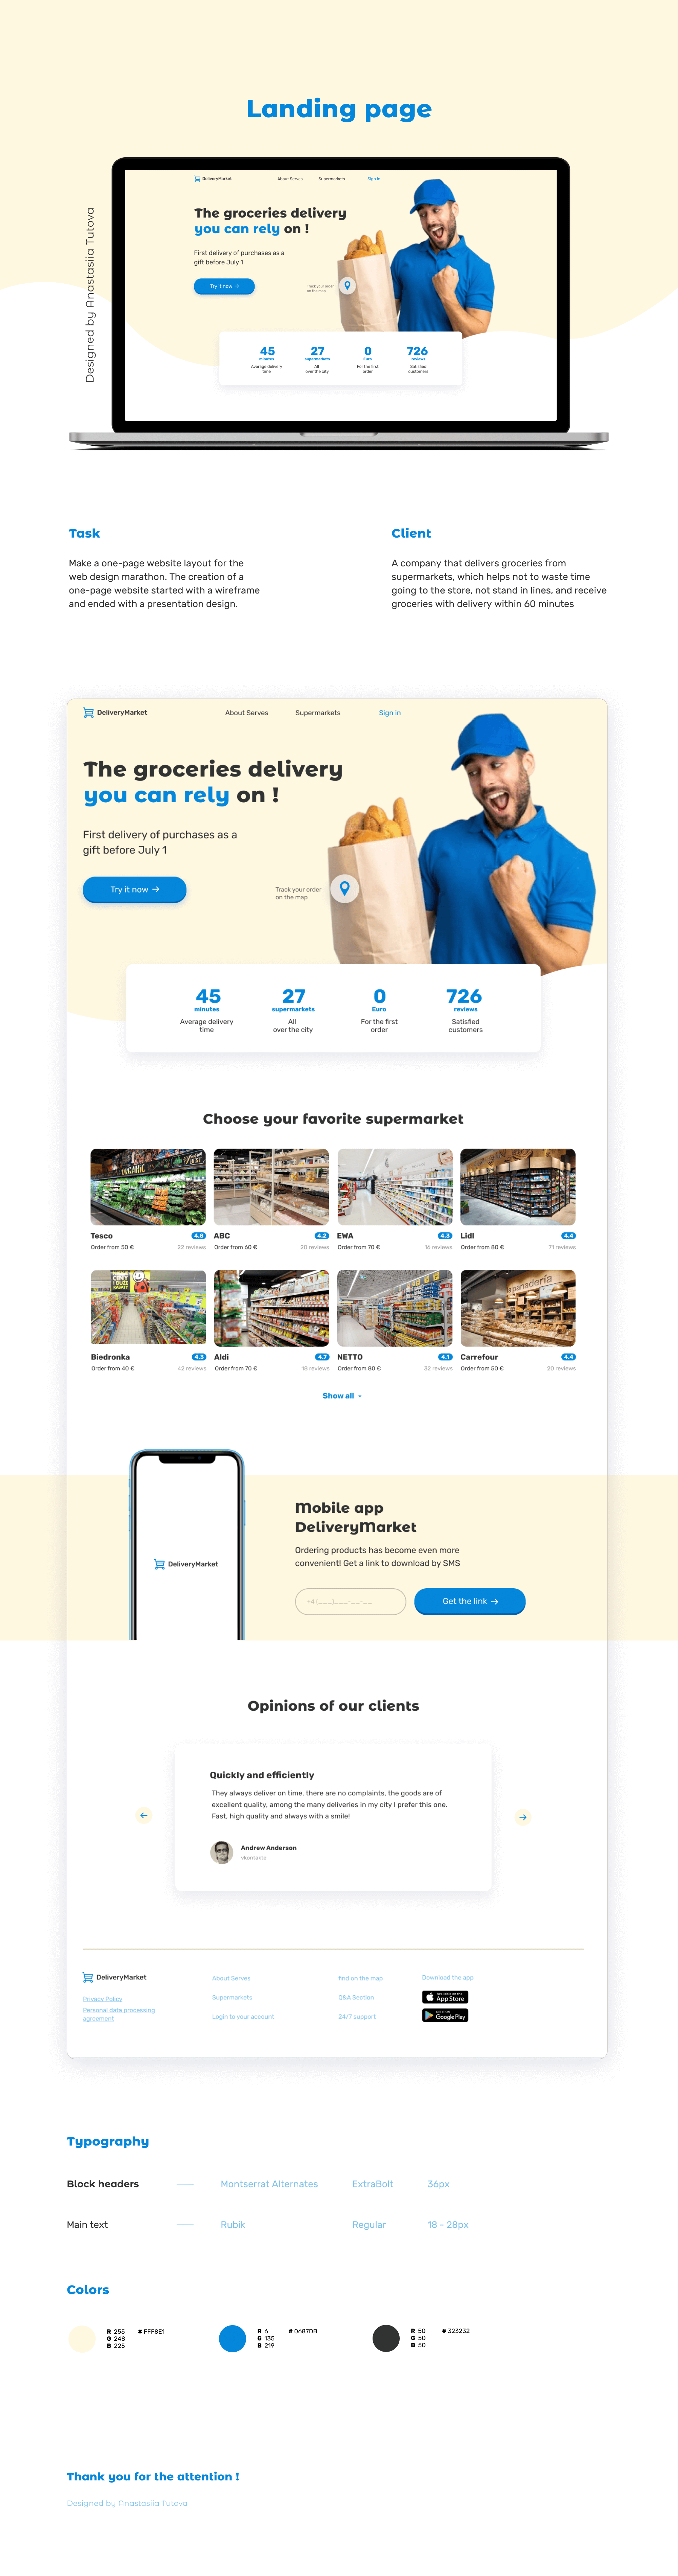 Landing page
Designed by Anastasiia Tutova
DeliveryMarket
About Serves
Supermarkets
Sign in
The groceries delivery
you can rely on !
First delivery of purchases as a
gift before July 1
Try it now →
Track your order
on the map
45
minutes
Average delivery
time
27
supermarkets
All
over the city
0
Euro
For the first
order
726
reviews
Satisfied
customers
Task
Make a one-page website layout for the
web design marathon. The creation of a
one-page website started with a wireframe
and ended with a presentation design.
Client
A company that delivers groceries from
supermarkets, which helps not to waste time
going to the store, not stand in lines, and receive
groceries with delivery within 60 minutes
DeliveryMarket
About Serves
Supermarkets
Sign in
The groceries delivery
you can rely on !
First delivery of purchases as a
gift before July 1
Try it now →
Track your order
on the map
45
minutes
Average delivery
time
27
supermarkets
All
over the city
0
Euro
For the first
order
726
reviews
Satisfied
customers
Choose your favorite supermarket
ORGANIC
Tesco 4.8
Order from 50 € 22 reviews
ABC 4.2
Order from 60 € 20 reviews
EWA 4.3
Order from 70 € 16 reviews
Lidl 4.4
Order from 80 € 71 reviews
panadería
Biedronka 4.3
Order from 40 € 42 reviews
Aldi 4.7
Order from 70 € 18 reviews
NETTO 4.1
Order from 80 € 32 reviews
Carrefour 4.4
Order from 50 € 20 reviews
Show all
DeliveryMarket
Mobile app
DeliveryMarket
Ordering products has become even more
convenient! Get a link to download by SMS
+4 (_ _ _)_ _ _-_ _-_ _
Get the link →
Opinions of our clients
Quickly and efficiently
They always deliver on time, there are no complaints, the goods are of
excellent quality, among the many deliveries in my city I prefer this one.
Fast, high quality and always with a smile!
Andrew Anderson
vkontakte
DeliveryMarket
Privacy Policy
Personal data processing
agreement
About Serves
Supermarkets
Login to your account
find on the map
Q&A Section
24/7 support
Download the app
Available on the
App Store
GET IT ON
Google Play
Typography
Block headers
Montserrat Alternates
ExtraBolt
36px
Main text
Rubik
Regular
18 - 28px
Colors
R 255
G 248
B 225
# FFF8E1
R 6
G 135
B 219
# 0687DB
R 50
G 50
B 50
# 323232
Thank you for the attention !
Designed by Anastasiia Tutova